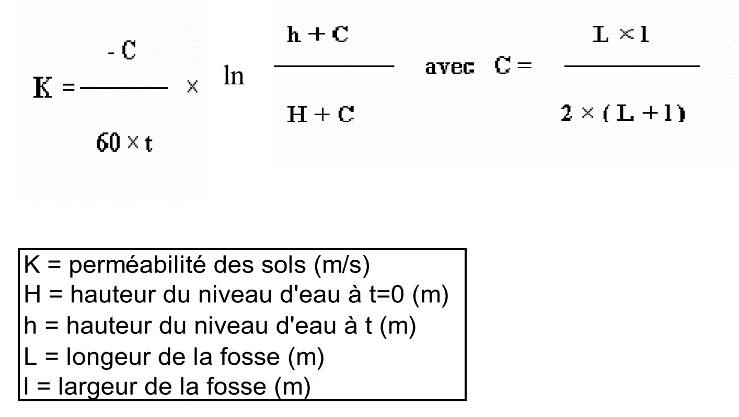 K = - C / 60 × t × ln h + C / H + C avec C = L × l / 2 × ( L + l )
K = perméabilité des sols (m/s)
H = hauteur du niveau d'eau à t=0 (m)
h = hauteur du niveau d'eau à t (m)
L = longeur de la fosse (m)
l = largeur de la fosse (m)